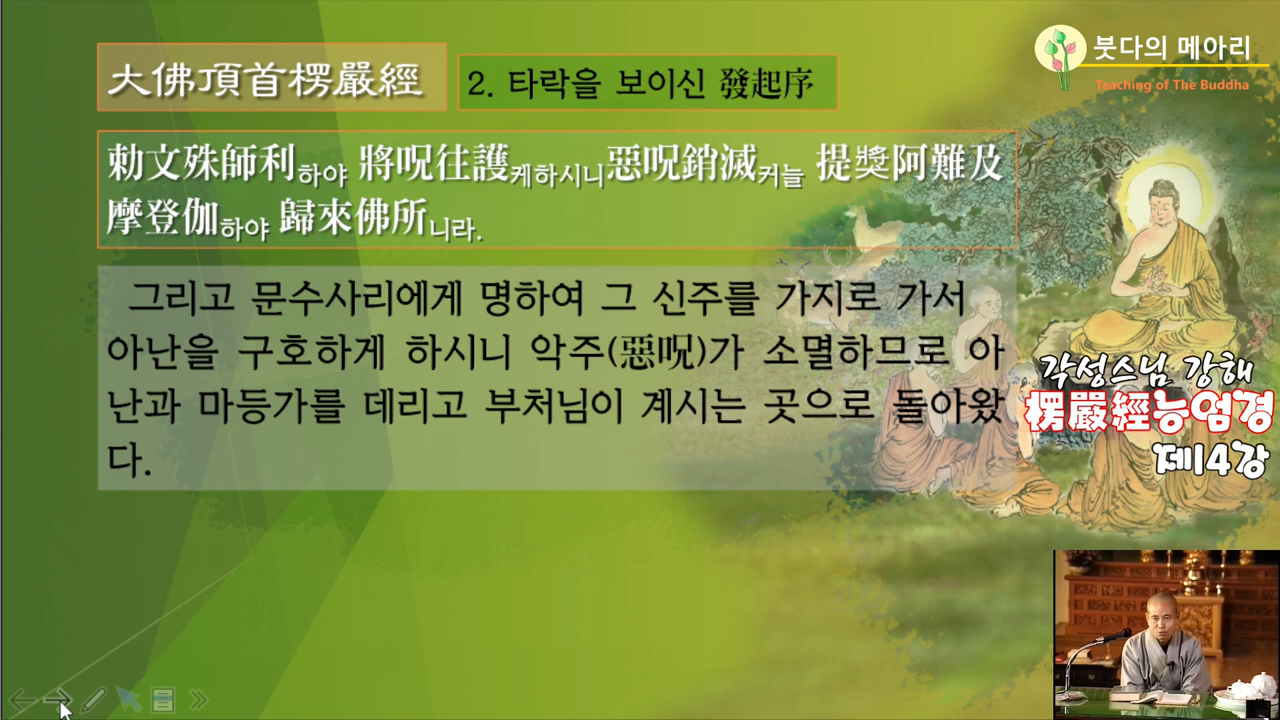 大佛頂首楞嚴經
2. 타락을 보이신 發起序
붓다의 메아리
Teaching of The Buddha
勅文殊師利하야 將呪往護케하시니惡呪銷滅커늘 提獎阿難及
摩登伽하야 歸來佛所니라.
그리고 문수사리에게 명하여 그 신주를 가지로 가서
아난을 구호하게 하시니 악주(惡呪)가 소멸하므로 아
난과 마등가를 데리고 부처님이 계시는 곳으로 돌아왔
다.
각성스님 강해
楞嚴經능엄경
제4강